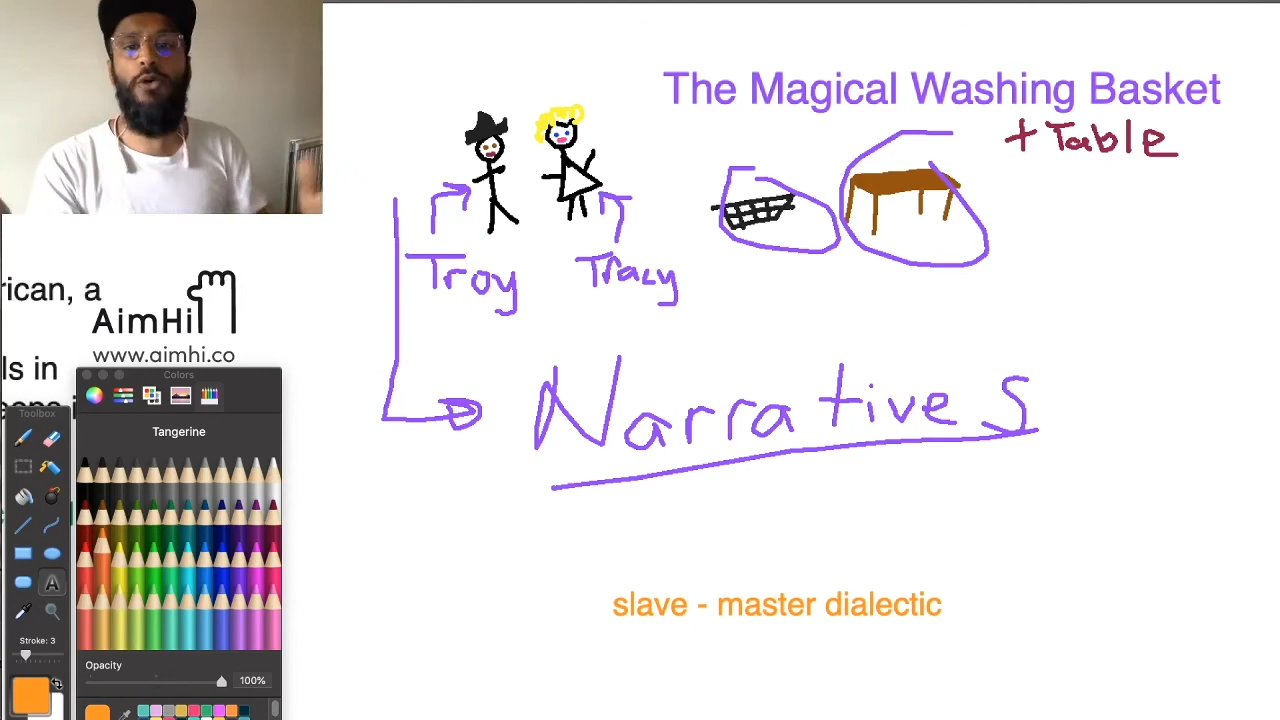 The Magical Washing Basket
+ Table
Troy
Tracy
rican, a
AimHi
www.aimhi.co
ls in
Narratives
Colors
Toolbox
Tangerine
slave - master dialectic
A
Stroke: 3
Opacity
100%